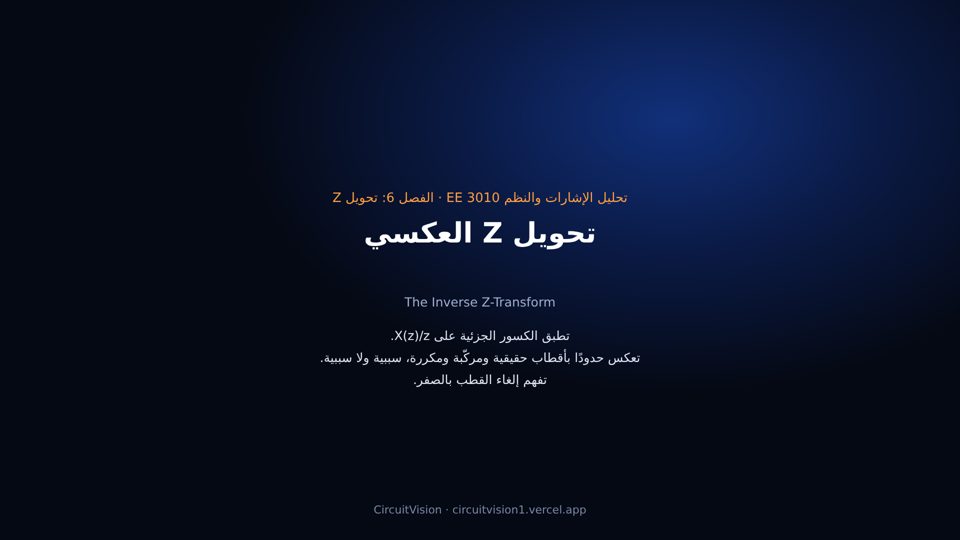 تحليل الإشارات والنظم EE 3010 · الفصل 6: تحويل Z
تحويل Z العكسي
The Inverse Z-Transform
تطبق الكسور الجزئية على X(z)/z.
تعكس حدودًا بأقطاب حقيقية ومركّبة ومكررة، سببية ولا سببية.
تفهم إلغاء القطب بالصفر.
CircuitVision · circuitvision1.vercel.app